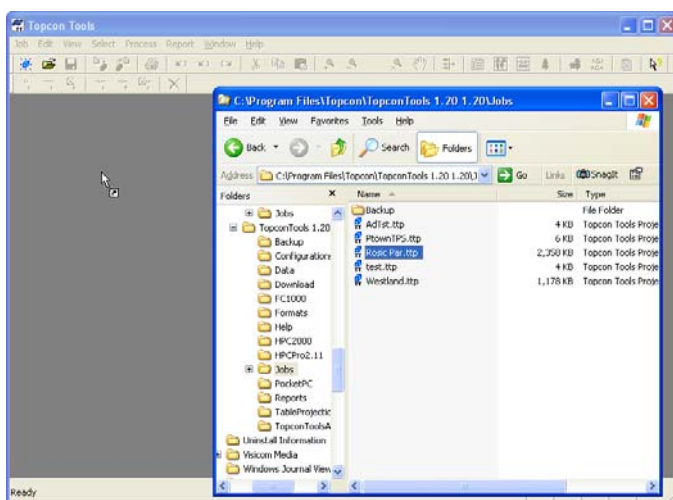 Topcon Tools
Job Edit View Select Process Report Window Help
C:\Program Files\Topcon\TopconTools 1.20 1.20\Jobs
File Edit View Favorites Tools Help
Back Search Folders
Address C:\Program Files\Topcon\TopconTools 1.20 1.20\J Go Links SnagIt
Folders X Name Size Type
Jobs Backup File Folder
TopconTools 1.20 AdTst.ttp 4 KB Topcon Tools Proje
Backup PtownTPS.ttp 6 KB Topcon Tools Proje
Configurations Rosic Par.ttp 2,358 KB Topcon Tools Proje
Data test.ttp 4 KB Topcon Tools Proje
Download Westland.ttp 1,178 KB Topcon Tools Proje
FC1000
Formats
Help
HPC2000
HPCPro2.11
Jobs
PocketPC
Reports
TableProjectic
TopconToolsA
Uninstall Information
Visicom Media
Windows Journal View
Ready